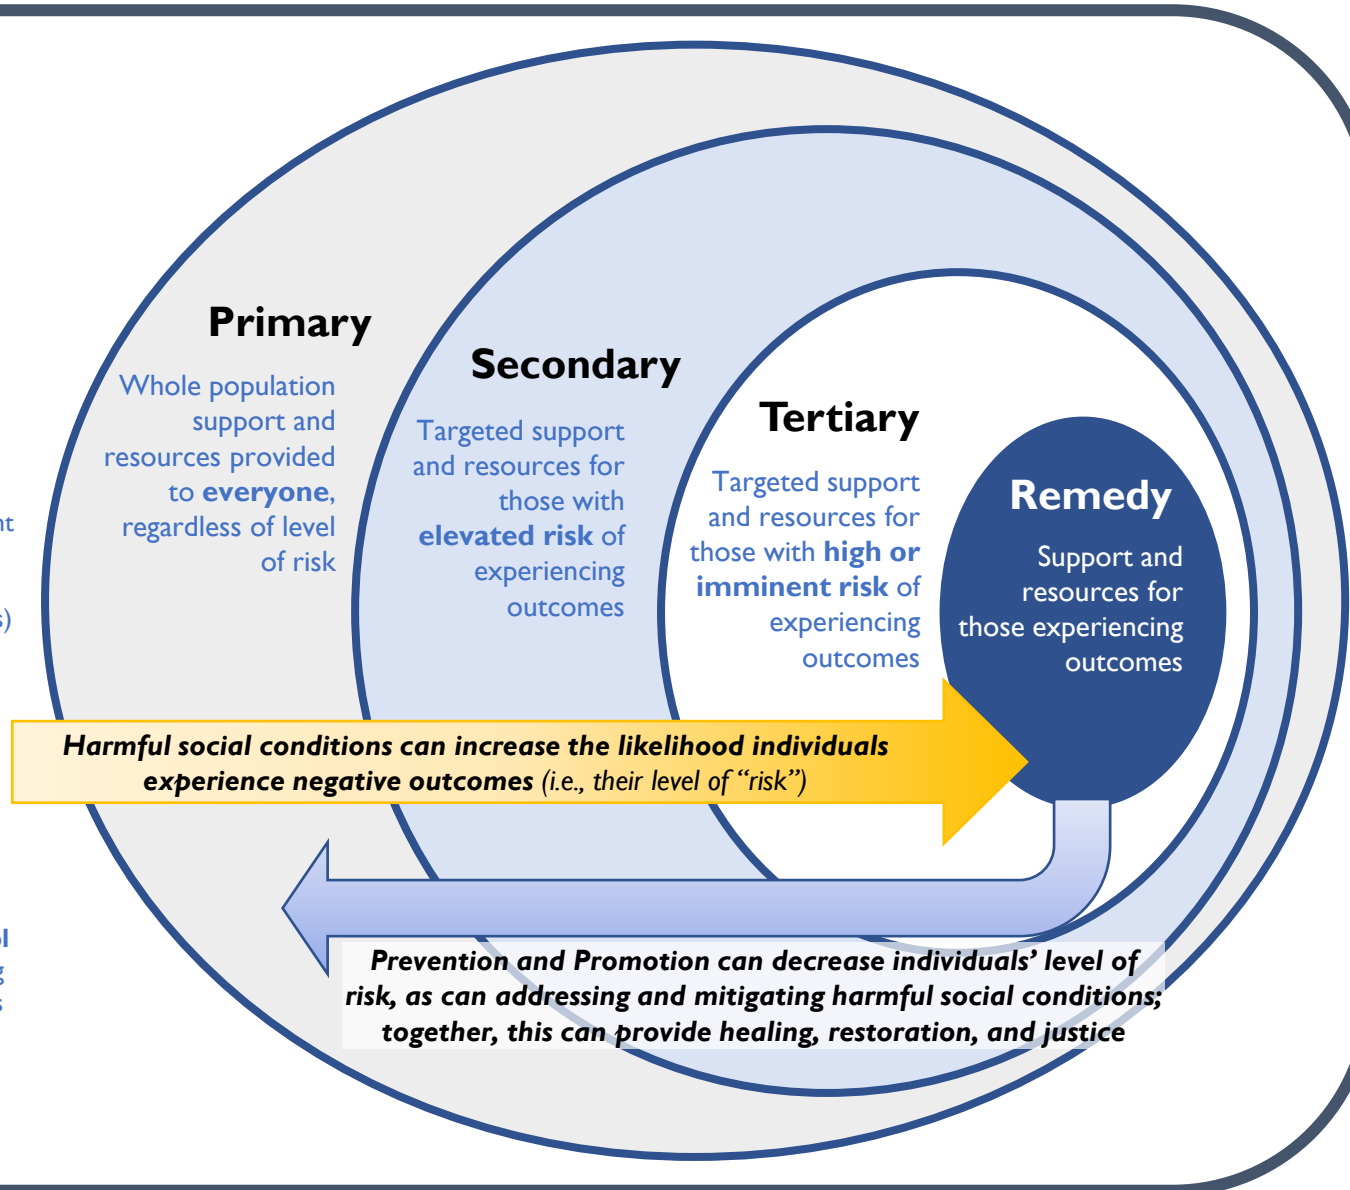 Primary
Whole population
support and
resources provided
to everyone,
regardless of level
of risk
Secondary
Targeted support
and resources for
those with
elevated risk of
experiencing
outcomes
Tertiary
Targeted support
and resources for
those with high or
imminent risk of
experiencing
outcomes
Remedy
Support and
resources for
those experiencing
outcomes
Harmful social conditions can increase the likelihood individuals
experience negative outcomes (i.e., their level of “risk”)
Prevention and Promotion can decrease individuals’ level of
risk, as can addressing and mitigating harmful social conditions;
together, this can provide healing, restoration, and justice